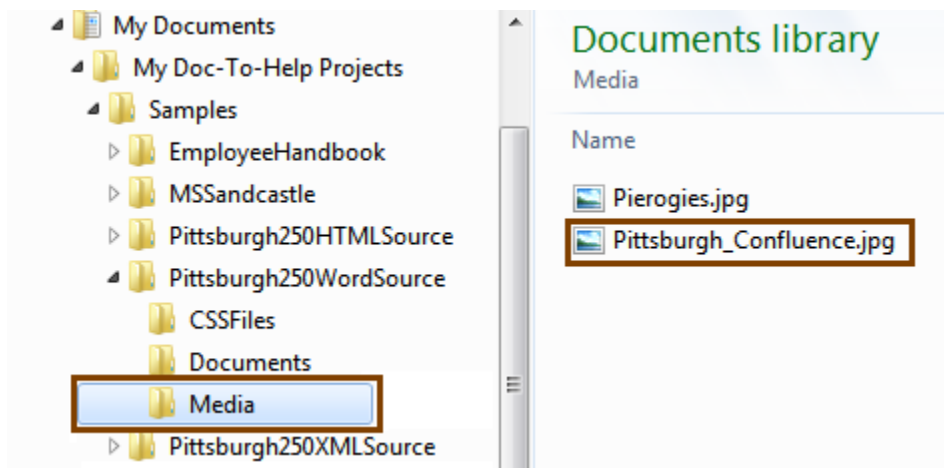 My Documents
My Doc-To-Help Projects
Samples
EmployeeHandbook
MSSandcastle
Pittsburgh250HTMLSource
Pittsburgh250WordSource
CSSFiles
Documents
Media
Pittsburgh250XMLSource
Documents library
Media
Name
Pierogies.jpg
Pittsburgh_Confluence.jpg